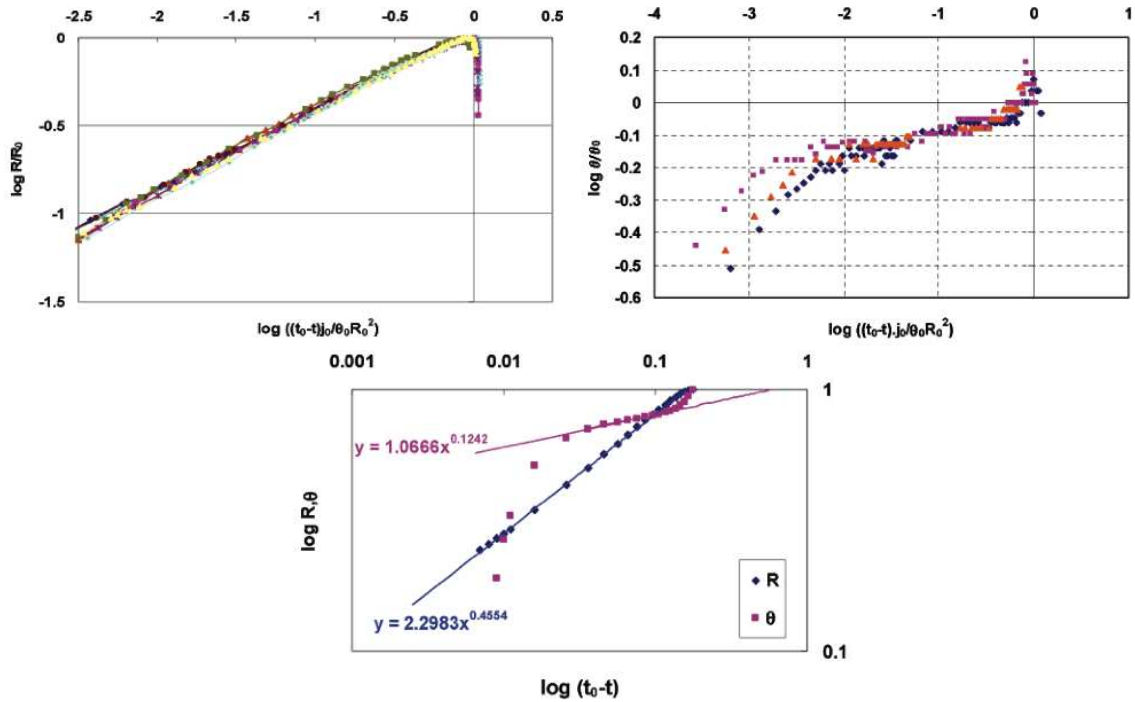 -2.5 -2 -1.5 -1 -0.5 0 0.5
0
-0.5
-1
-1.5
log R/R₀
log ((t₀-t)j₀/θ₀R₀²)
-4 -3 -2 -1 0 1
0.2
0.1
0
-0.1
-0.2
-0.3
-0.4
-0.5
-0.6
log θ/θ₀
log ((t₀-t).j₀/θ₀R₀²)
0.001 0.01 0.1 1
1
y = 1.0666x^0.1242
log R,θ
R
θ
y = 2.2983x^0.4554
0.1
log (t₀-t)